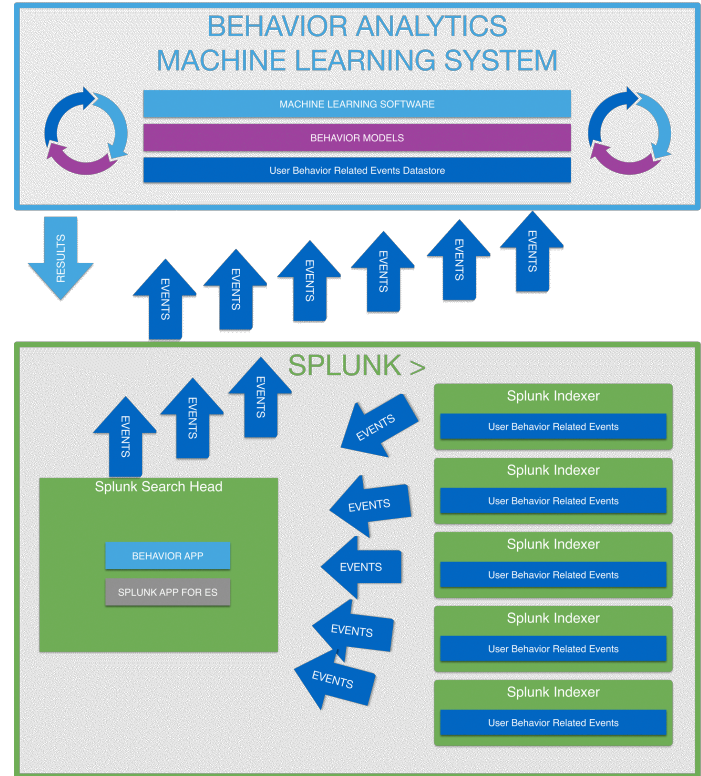 BEHAVIOR ANALYTICS
MACHINE LEARNING SYSTEM
MACHINE LEARNING SOFTWARE
BEHAVIOR MODELS
User Behavior Related Events Datastore
RESULTS
EVENTS
EVENTS
EVENTS
EVENTS
EVENTS
EVENTS
SPLUNK >
EVENTS
EVENTS
EVENTS
Splunk Search Head
BEHAVIOR APP
SPLUNK APP FOR ES
EVENTS
EVENTS
EVENTS
EVENTS
EVENTS
Splunk Indexer
User Behavior Related Events
Splunk Indexer
User Behavior Related Events
Splunk Indexer
User Behavior Related Events
Splunk Indexer
User Behavior Related Events
Splunk Indexer
User Behavior Related Events